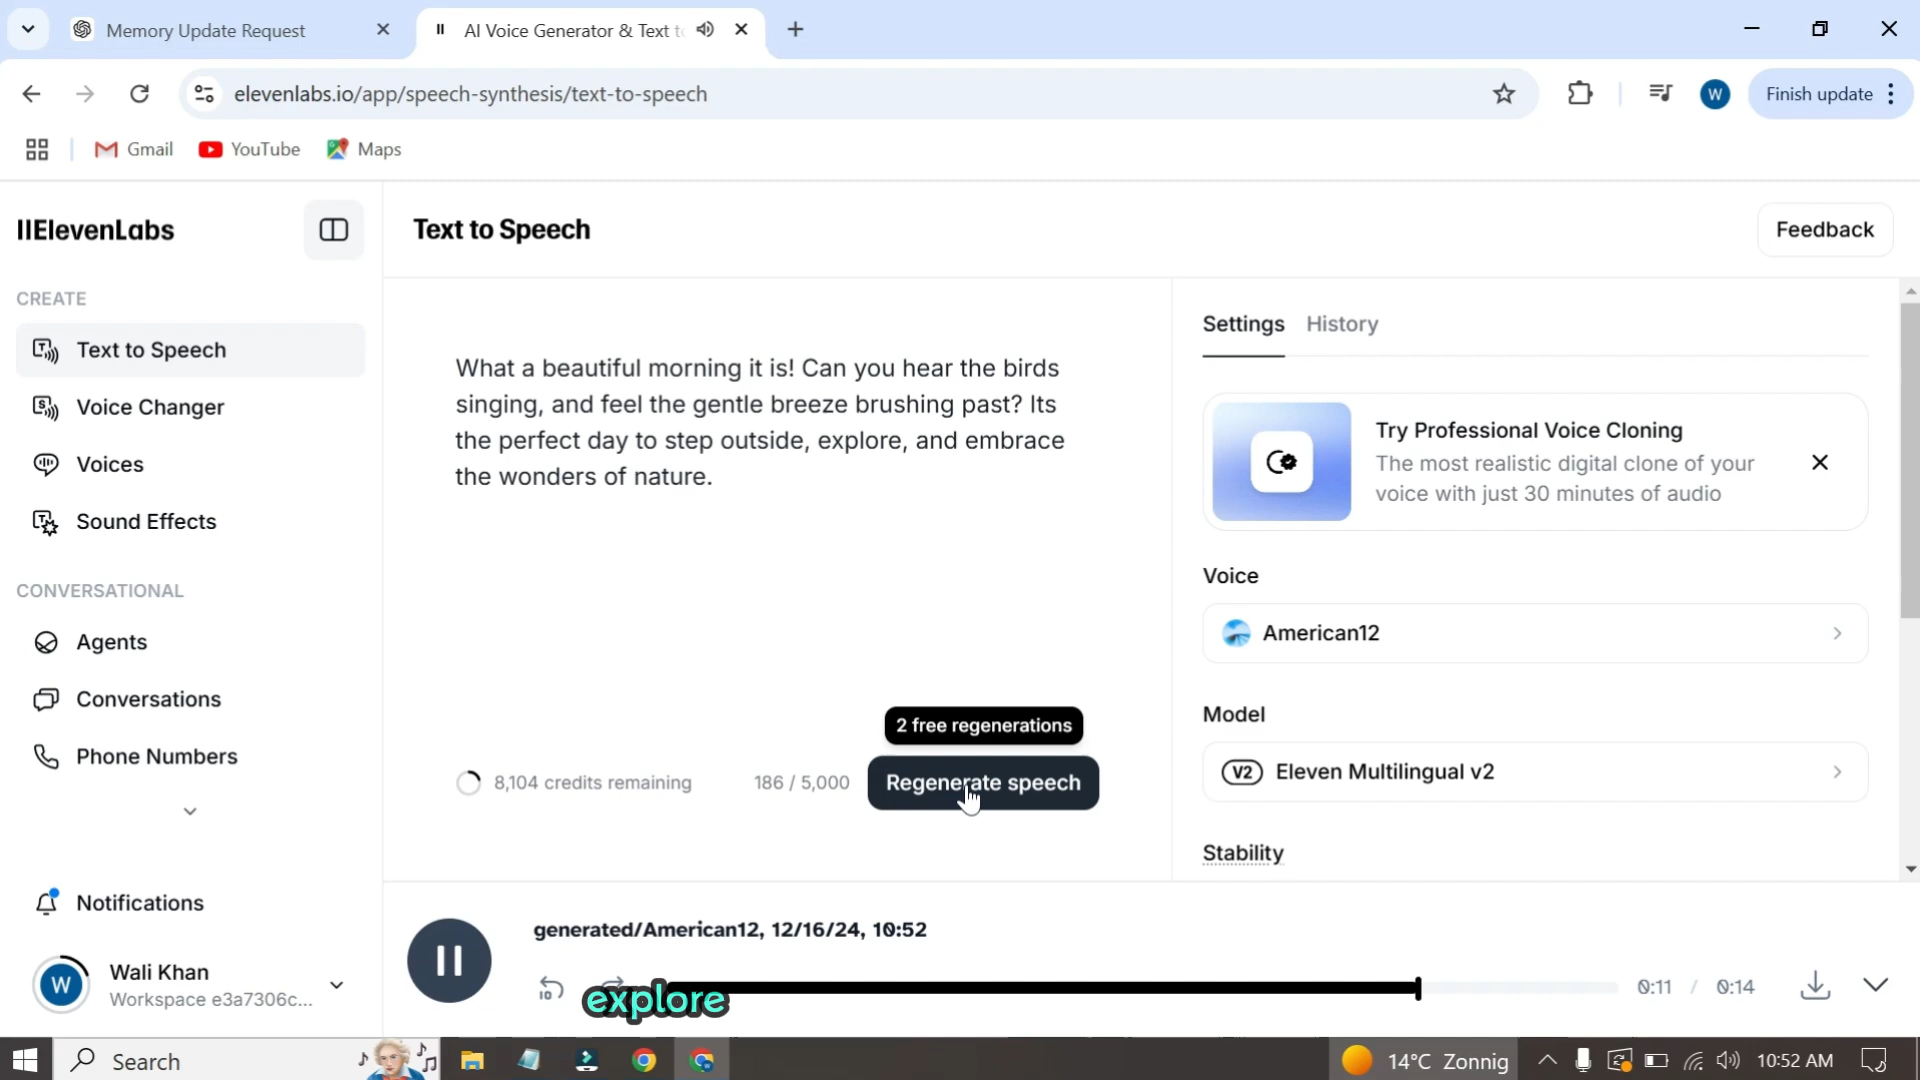 Memory Update Request
AI Voice Generator & Text to
elevenlabs.io/app/speech-synthesis/text-to-speech
W
Finish update
Gmail
YouTube
Maps
IIElevenLabs
Text to Speech
Feedback
CREATE
Text to Speech
Voice Changer
Voices
Sound Effects
CONVERSATIONAL
Agents
Conversations
Phone Numbers
Notifications
W
Wali Khan
Workspace e3a7306c...
What a beautiful morning it is! Can you hear the birds
singing, and feel the gentle breeze brushing past? Its
the perfect day to step outside, explore, and embrace
the wonders of nature.
2 free regenerations
8,104 credits remaining
186 / 5,000
Regenerate speech
Settings
History
Try Professional Voice Cloning
The most realistic digital clone of your
voice with just 30 minutes of audio
Voice
American12
Model
V2
Eleven Multilingual v2
Stability
generated/American12, 12/16/24, 10:52
10
explore
0:11 / 0:14
Search
14°C Zonnig
10:52 AM